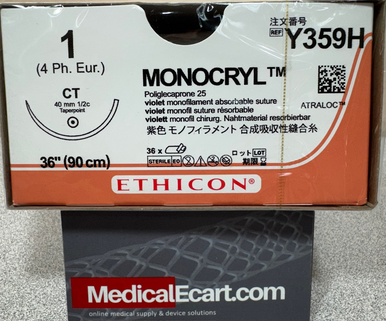 注文番号
REF Y359H
1
(4 Ph. Eur.)
CT
40 mm 1/2c
Taperpoint
36" (90 cm)
MONOCRYL™
Poliglecaprone 25
violet monofilament absorbable suture
violet monofil suture résorbable
violett monofil chirurg. Nahtmaterial resorbierbar
紫色 モノフィラメント 合成吸収性縫合糸
ATRALOC™
36 x
STERILE EO
ロット LOT
期限
ETHICON®
MedicalEcart.com
online medical supply & device solutions